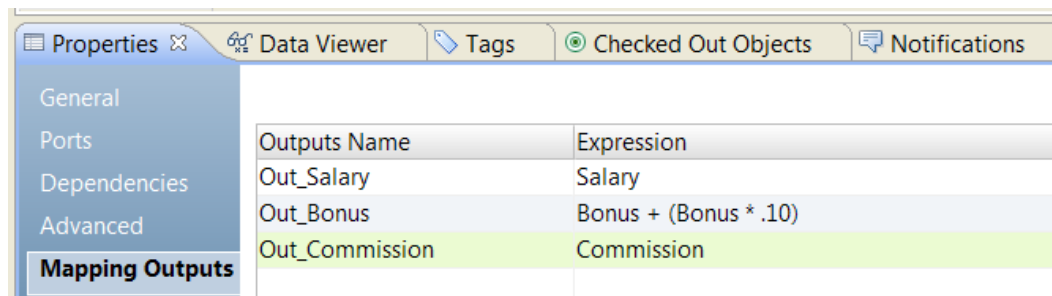 Properties Data Viewer Tags Checked Out Objects Notifications
General
Ports
Dependencies
Advanced
Mapping Outputs
Outputs Name Expression
Out_Salary Salary
Out_Bonus Bonus + (Bonus * .10)
Out_Commission Commission